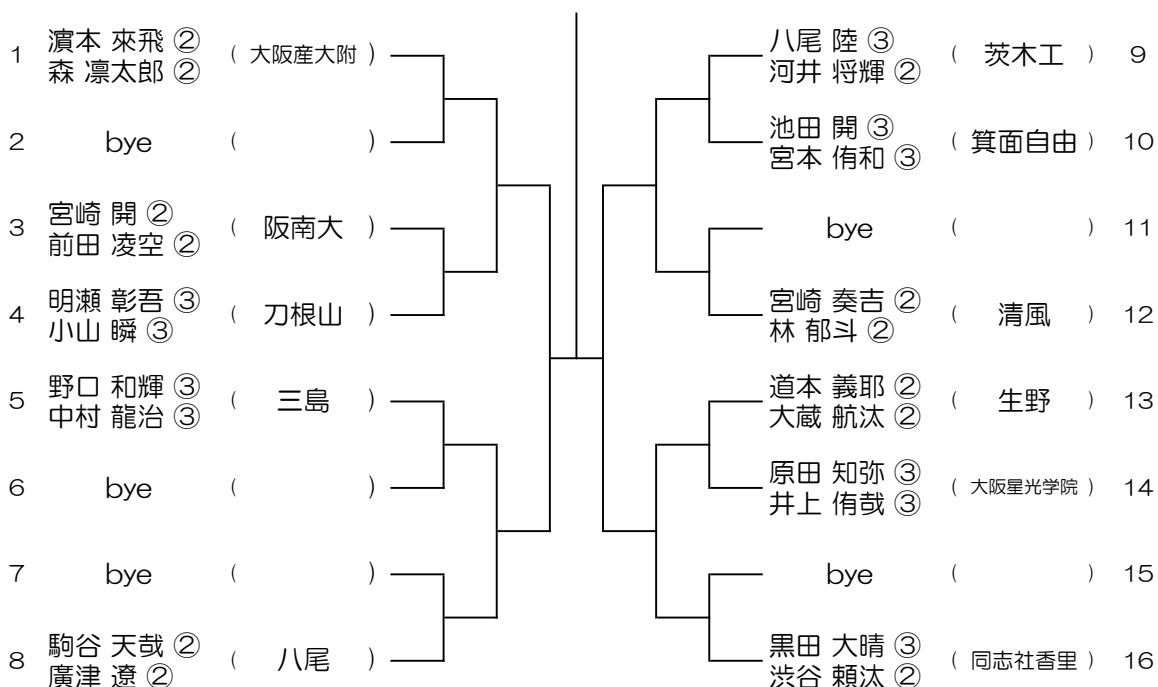 1 濵本 來飛 ② ( 大阪産大附 )
森 凛太郎 ②
2 bye ( )
3 宮崎 開 ② ( 阪南大 )
前田 凌空 ②
4 明瀬 彰吾 ③ ( 刀根山 )
小山 瞬 ③
5 野口 和輝 ③ ( 三島 )
中村 龍治 ③
6 bye ( )
7 bye ( )
8 駒谷 天哉 ② ( 八尾 )
廣津 遼 ②
八尾 陸 ③ ( 茨木工 ) 9
河井 将輝 ②
池田 開 ③ ( 箕面自由 ) 10
宮本 侑和 ③
bye ( ) 11
宮崎 奏吉 ② ( 清風 ) 12
林 郁斗 ②
道本 義耶 ② ( 生野 ) 13
大蔵 航汰 ②
原田 知弥 ③ ( 大阪星光学院 ) 14
井上 侑哉 ③
bye ( ) 15
黒田 大晴 ③ ( 同志社香里 ) 16
渋谷 頼汰 ②